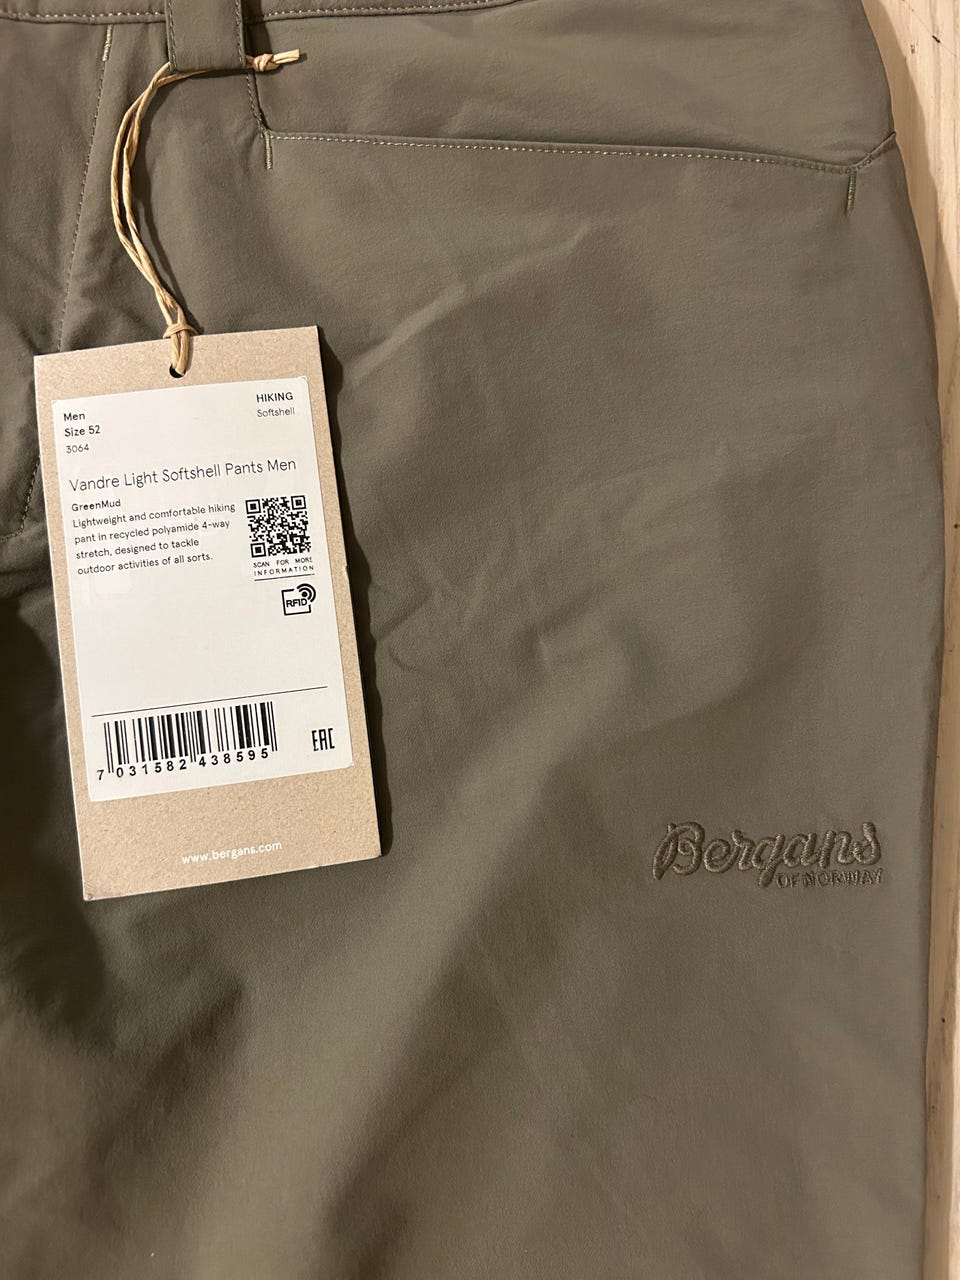 Men
HIKING
Size 52
Softshell
3064
Vandre Light Softshell Pants Men
GreenMud
Lightweight and comfortable hiking
pant in recycled polyamide 4-way
stretch, designed to tackle
outdoor activities of all sorts.
SCAN FOR MORE
INFORMATION
RFID
7 031582 438595
EAC
www.bergans.com
Bergans
OF NORWAY